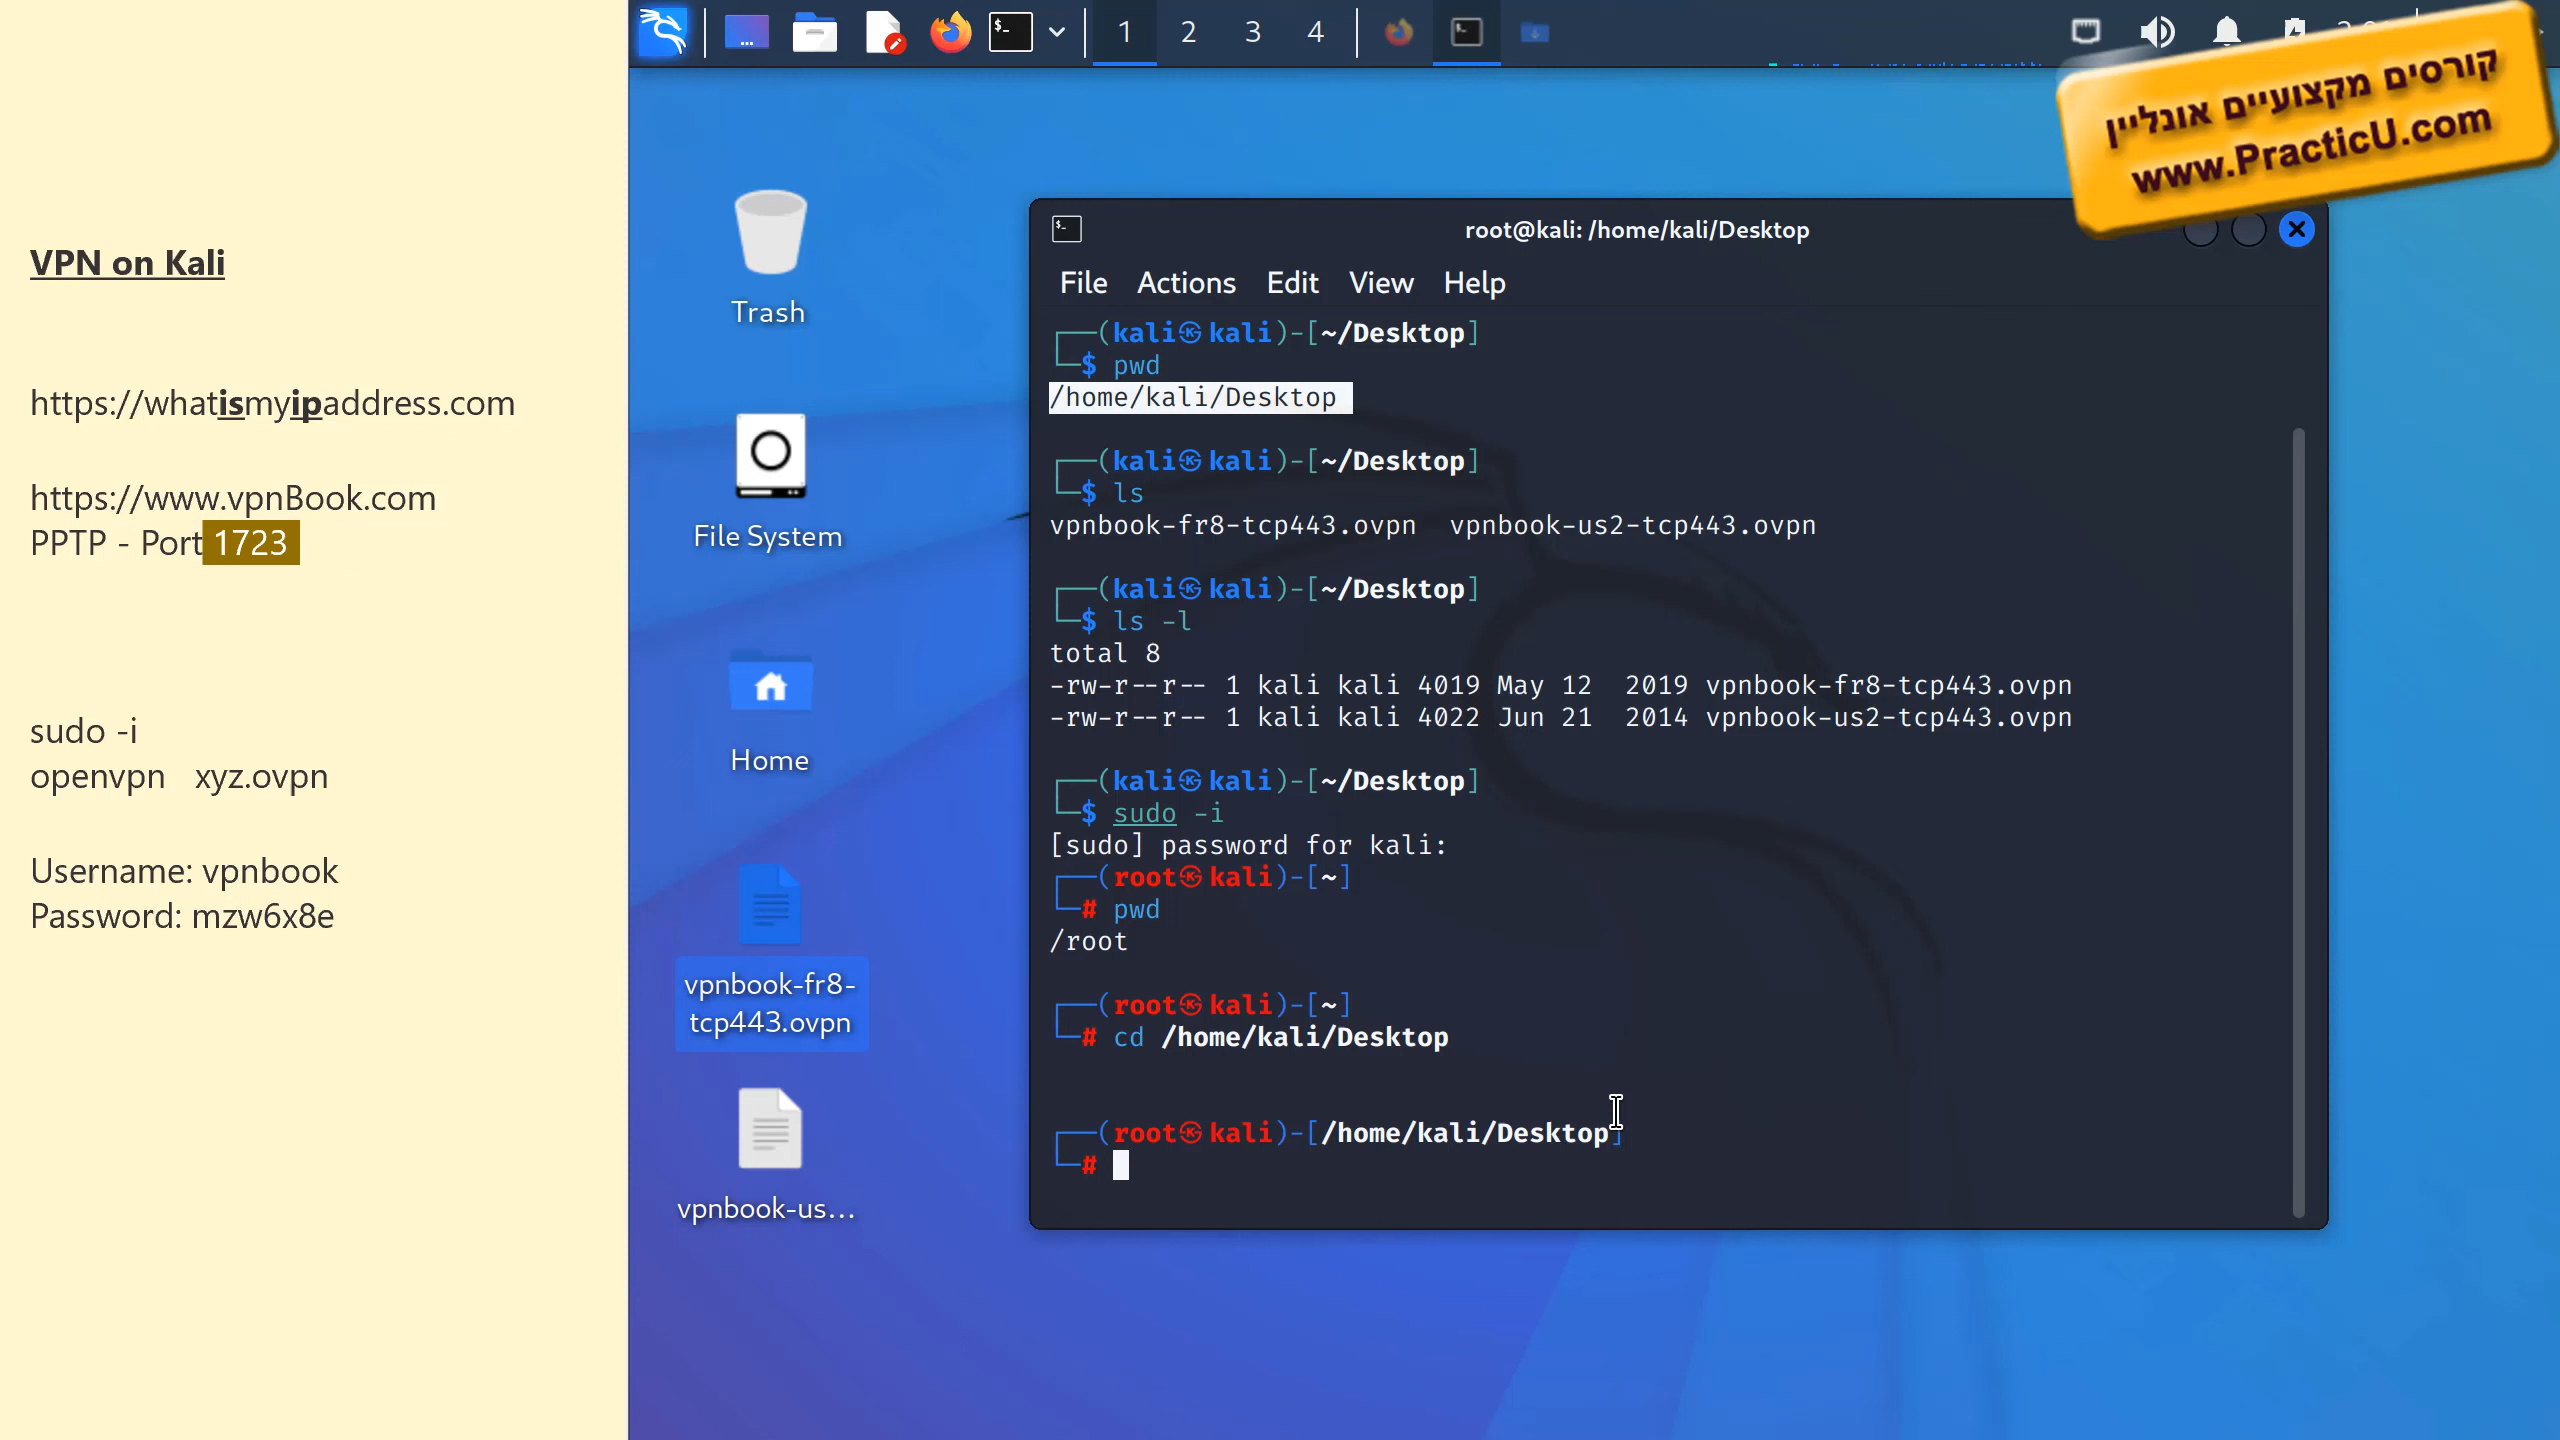 VPN on Kali
https://whatismyipaddress.com
https://www.vpnBook.com
PPTP - Port 1723
sudo -i
openvpn xyz.ovpn
Username: vpnbook
Password: mzw6x8e
1 2 3 4
קורסים מקצועיים אונליין
www.PracticU.com
Trash
File System
Home
vpnbook-fr8-
tcp443.ovpn
vpnbook-us...
root@kali: /home/kali/Desktop
File Actions Edit View Help
┌──(kali㉿kali)-[~/Desktop]
└─$ pwd
/home/kali/Desktop
┌──(kali㉿kali)-[~/Desktop]
└─$ ls
vpnbook-fr8-tcp443.ovpn vpnbook-us2-tcp443.ovpn
┌──(kali㉿kali)-[~/Desktop]
└─$ ls -l
total 8
-rw-r--r-- 1 kali kali 4019 May 12 2019 vpnbook-fr8-tcp443.ovpn
-rw-r--r-- 1 kali kali 4022 Jun 21 2014 vpnbook-us2-tcp443.ovpn
┌──(kali㉿kali)-[~/Desktop]
└─$ sudo -i
[sudo] password for kali:
┌──(root㉿kali)-[~]
└─# pwd
/root
┌──(root㉿kali)-[~]
└─# cd /home/kali/Desktop
┌──(root㉿kali)-[/home/kali/Desktop]
└─#